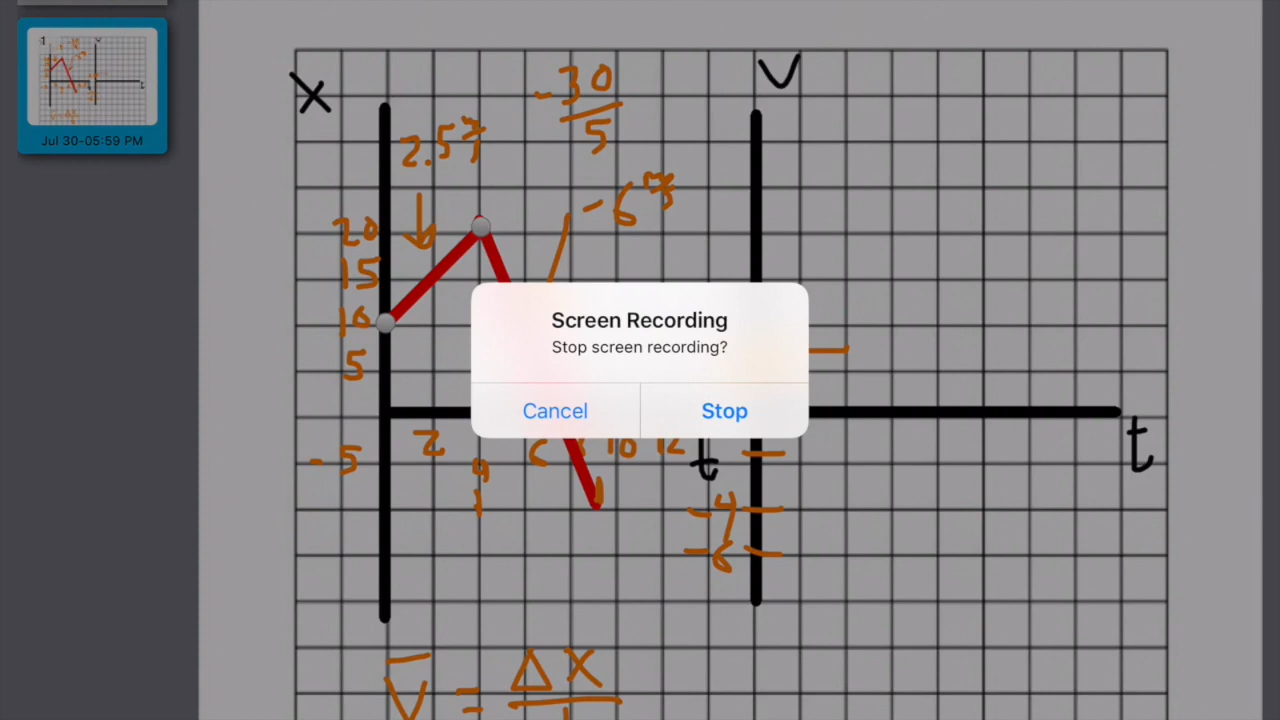 Jul 30-05:59 PM
x
v
-30
5
2.5 m/s
-6 m/s
20
15
10
5
-5
2
4
6
10
12
t
t
-4
-6
Screen Recording
Stop screen recording?
Cancel
Stop
v̅ = Δx